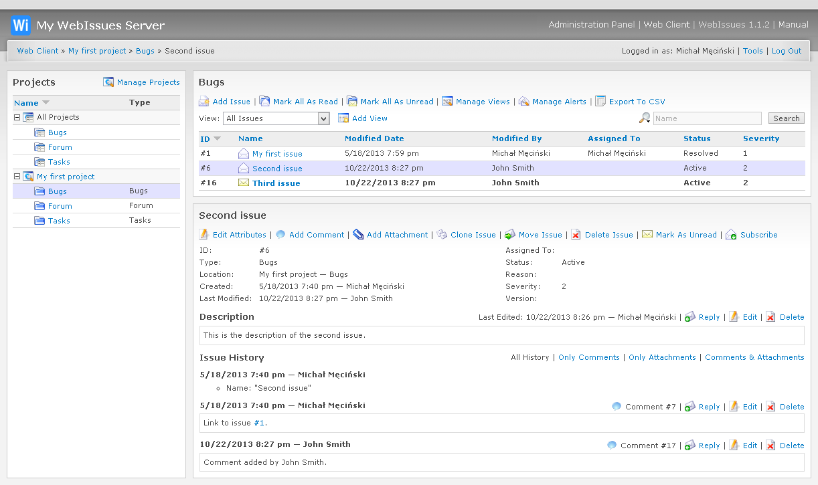 Wi My WebIssues Server
Administration Panel | Web Client | WebIssues 1.1.2 | Manual
Web Client » My first project » Bugs » Second issue
Logged in as: Michał Męciński | Tools | Log Out
Projects
Manage Projects
Name Type
All Projects
Bugs
Forum
Tasks
My first project
Bugs Bugs
Forum Forum
Tasks Tasks
Bugs
Add Issue | Mark All As Read | Mark All As Unread | Manage Views | Manage Alerts | Export To CSV
View: All Issues Add View Name Search
ID Name Modified Date Modified By Assigned To Status Severity
#1 My first issue 5/18/2013 7:59 pm Michał Męciński Michał Męciński Resolved 1
#6 Second issue 10/22/2013 8:27 pm John Smith Active 2
#16 Third issue 10/22/2013 8:27 pm John Smith Active 2
Second issue
Edit Attributes | Add Comment | Add Attachment | Clone Issue | Move Issue | Delete Issue | Mark As Unread | Subscribe
ID: #6 Assigned To:
Type: Bugs Status: Active
Location: My first project — Bugs Reason:
Created: 5/18/2013 7:40 pm — Michał Męciński Severity: 2
Last Modified: 10/22/2013 8:27 pm — John Smith Version:
Description Last Edited: 10/22/2013 8:26 pm — Michał Męciński | Reply | Edit | Delete
This is the description of the second issue.
Issue History All History | Only Comments | Only Attachments | Comments & Attachments
5/18/2013 7:40 pm — Michał Męciński
Name: "Second issue"
5/18/2013 7:40 pm — Michał Męciński Comment #7 | Reply | Edit | Delete
Link to issue #1.
10/22/2013 8:27 pm — John Smith Comment #17 | Reply | Edit | Delete
Comment added by John Smith.